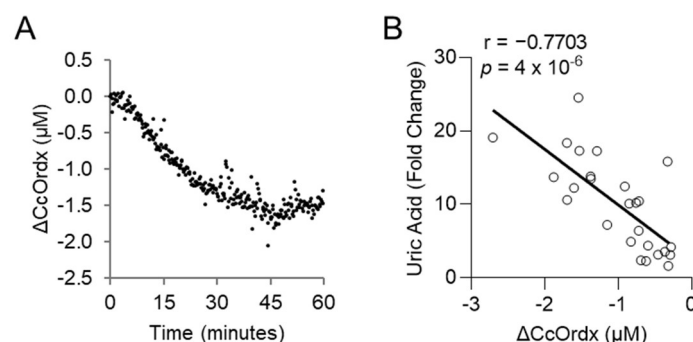 A
0.5
0.0
-0.5
-1.0
-1.5
-2.0
-2.5
ΔCcOrdx (μM)
0 15 30 45 60
Time (minutes)
B
r = −0.7703
p = 4 x 10-6
30
20
10
0
Uric Acid (Fold Change)
-3 -2 -1 0
ΔCcOrdx (μM)